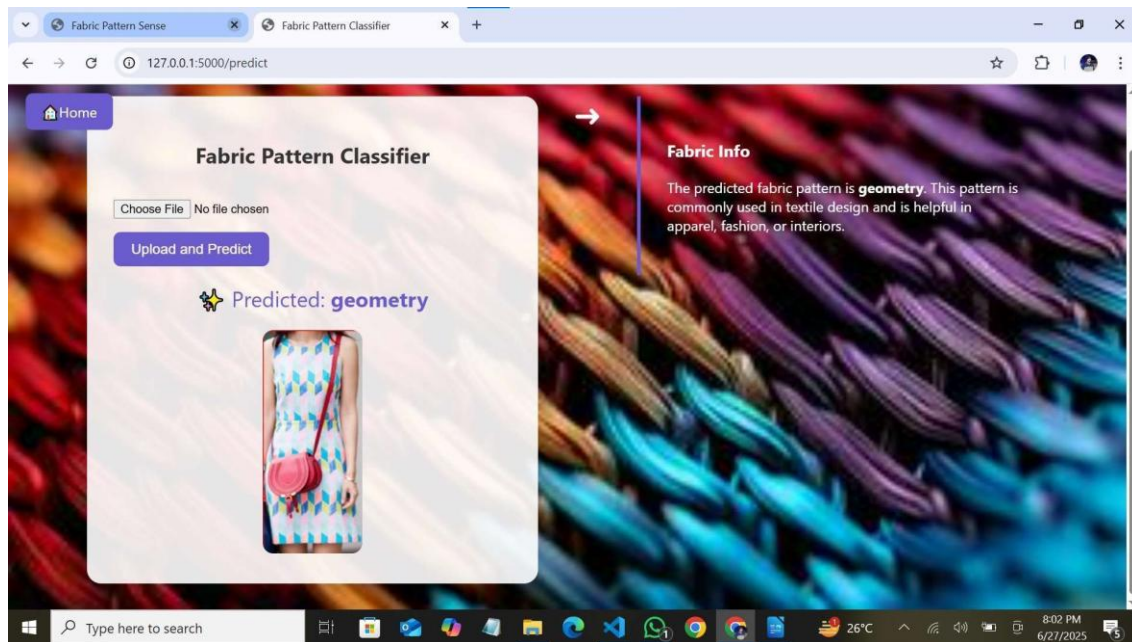 Fabric Pattern Sense
Fabric Pattern Classifier
127.0.0.1:5000/predict
Home
Fabric Pattern Classifier
Choose File No file chosen
Upload and Predict
Predicted: geometry
Fabric Info
The predicted fabric pattern is geometry. This pattern is
commonly used in textile design and is helpful in
apparel, fashion, or interiors.
Type here to search
1
1
26°C
8:02 PM
6/27/2025
5